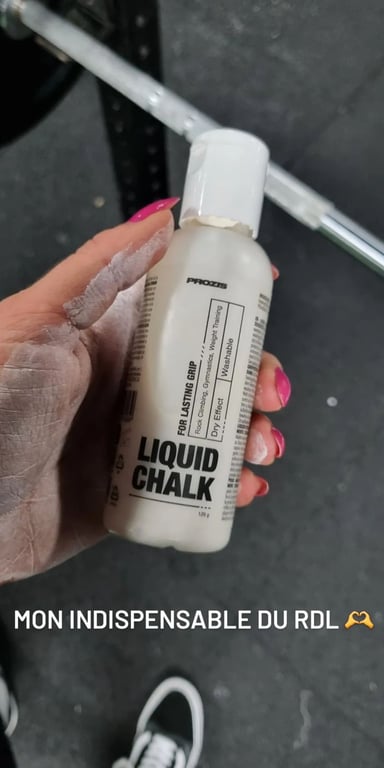 PROZIS
FOR LASTING GRIP
Rock Climbing, Gymnastics, Weight Training
Dry Effect
Washable
LIQUID
CHALK
MON INDISPENSABLE DU RDL 🫶